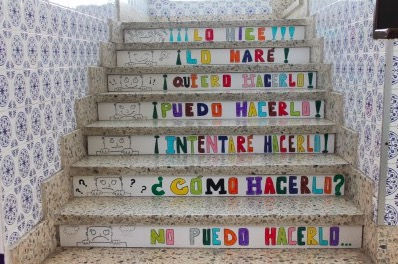 ¡¡¡¡LO HICE!!!
¡LO HARÉ!
¡QUIERO HACERLO!
¡PUEDO HACERLO!
¡INTENTARÉ HACERLO!
? ? ¿CÓMO HACERLO?
NO PUEDO HACERLO...